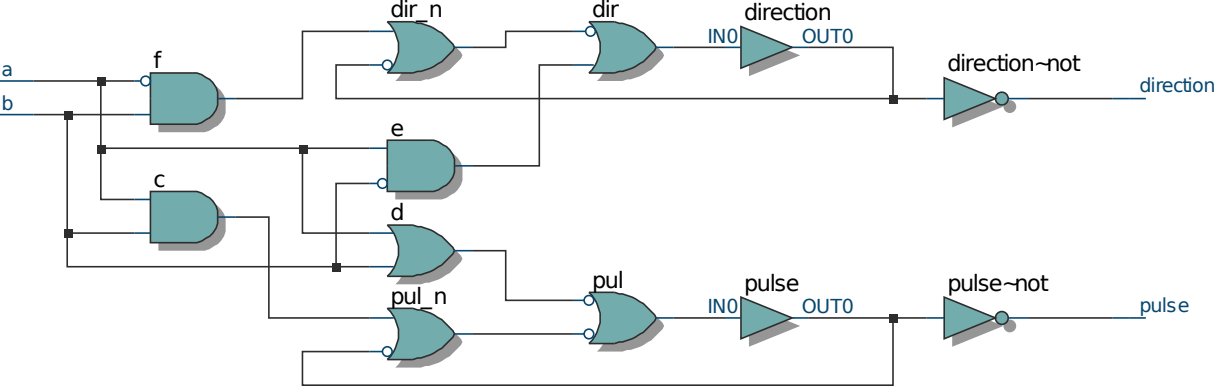 dir_n
dir
direction
IN0
OUT0
f
a
direction~not
direction
b
e
c
d
pul_n
pul
pulse
IN0
OUT0
pulse~not
pulse